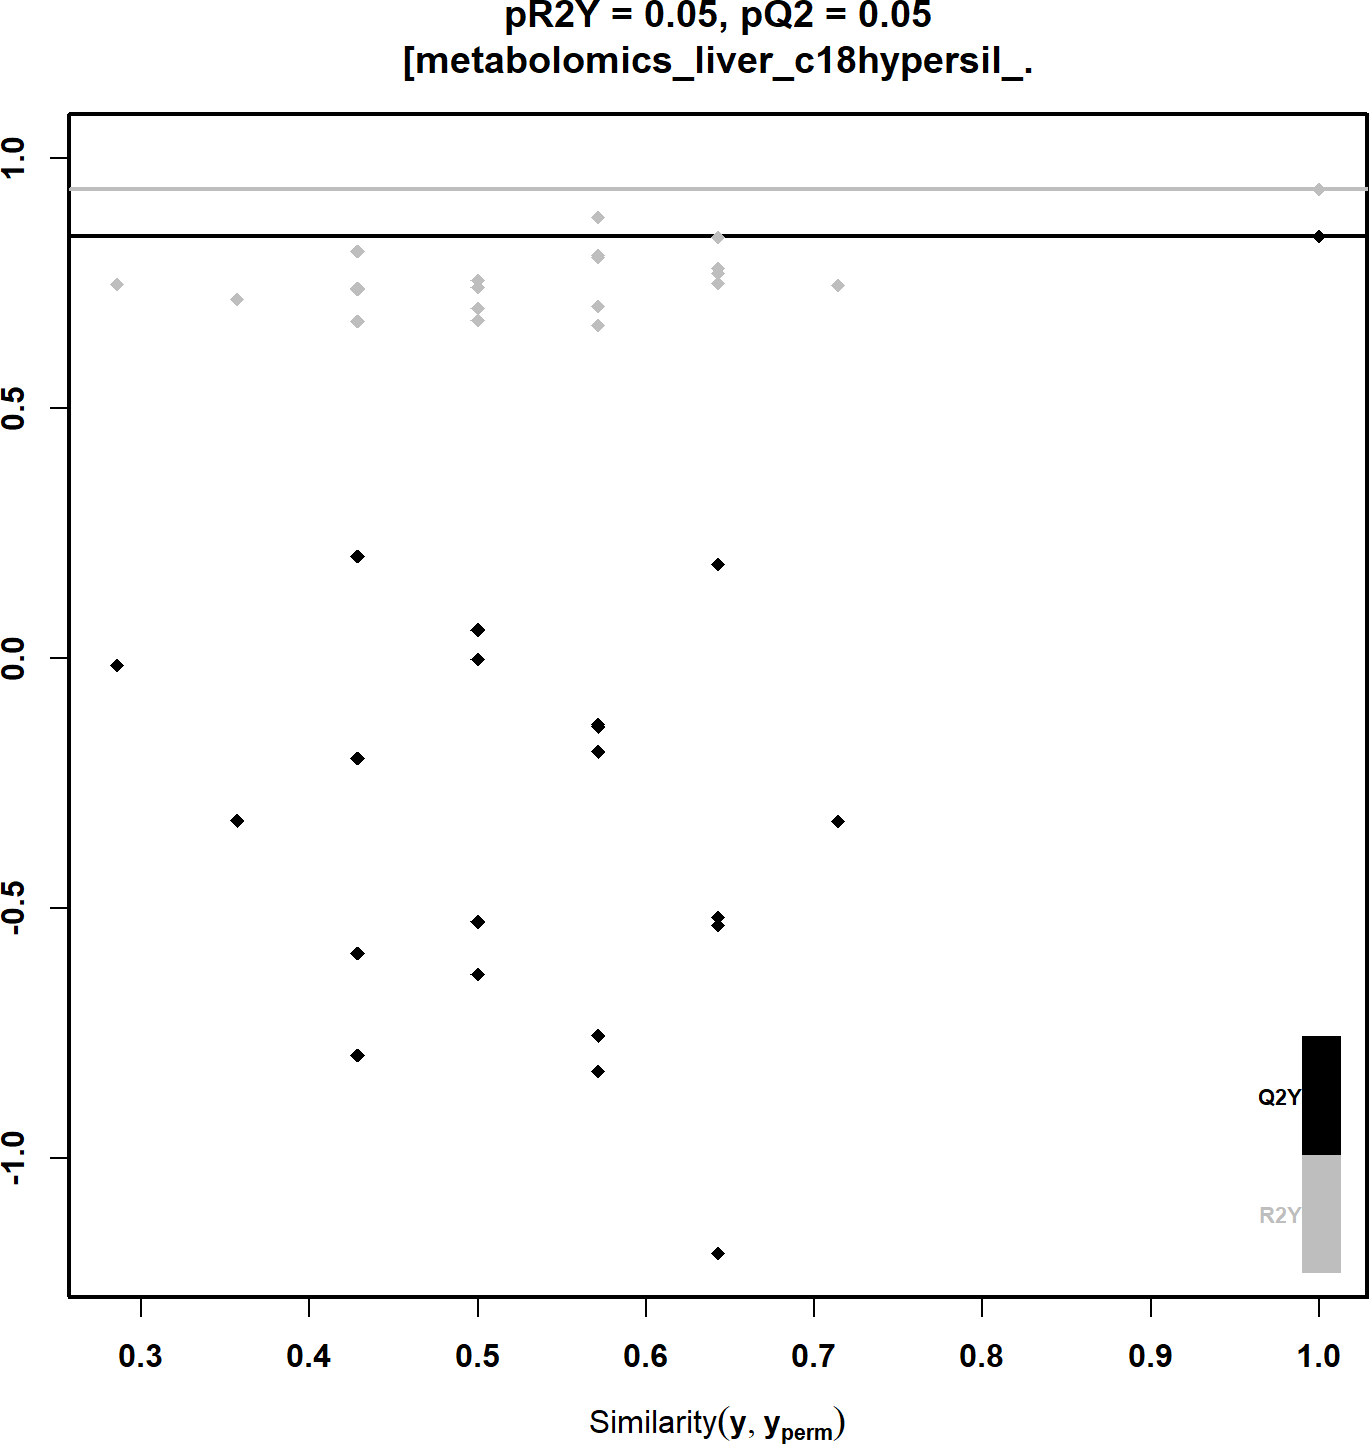 pR2Y = 0.05, pQ2 = 0.05
[metabolomics_liver_c18hypersil_.
1.0
0.5
0.0
-0.5
-1.0
Q2Y
R2Y
0.3 0.4 0.5 0.6 0.7 0.8 0.9 1.0
Similarity(y, yperm)